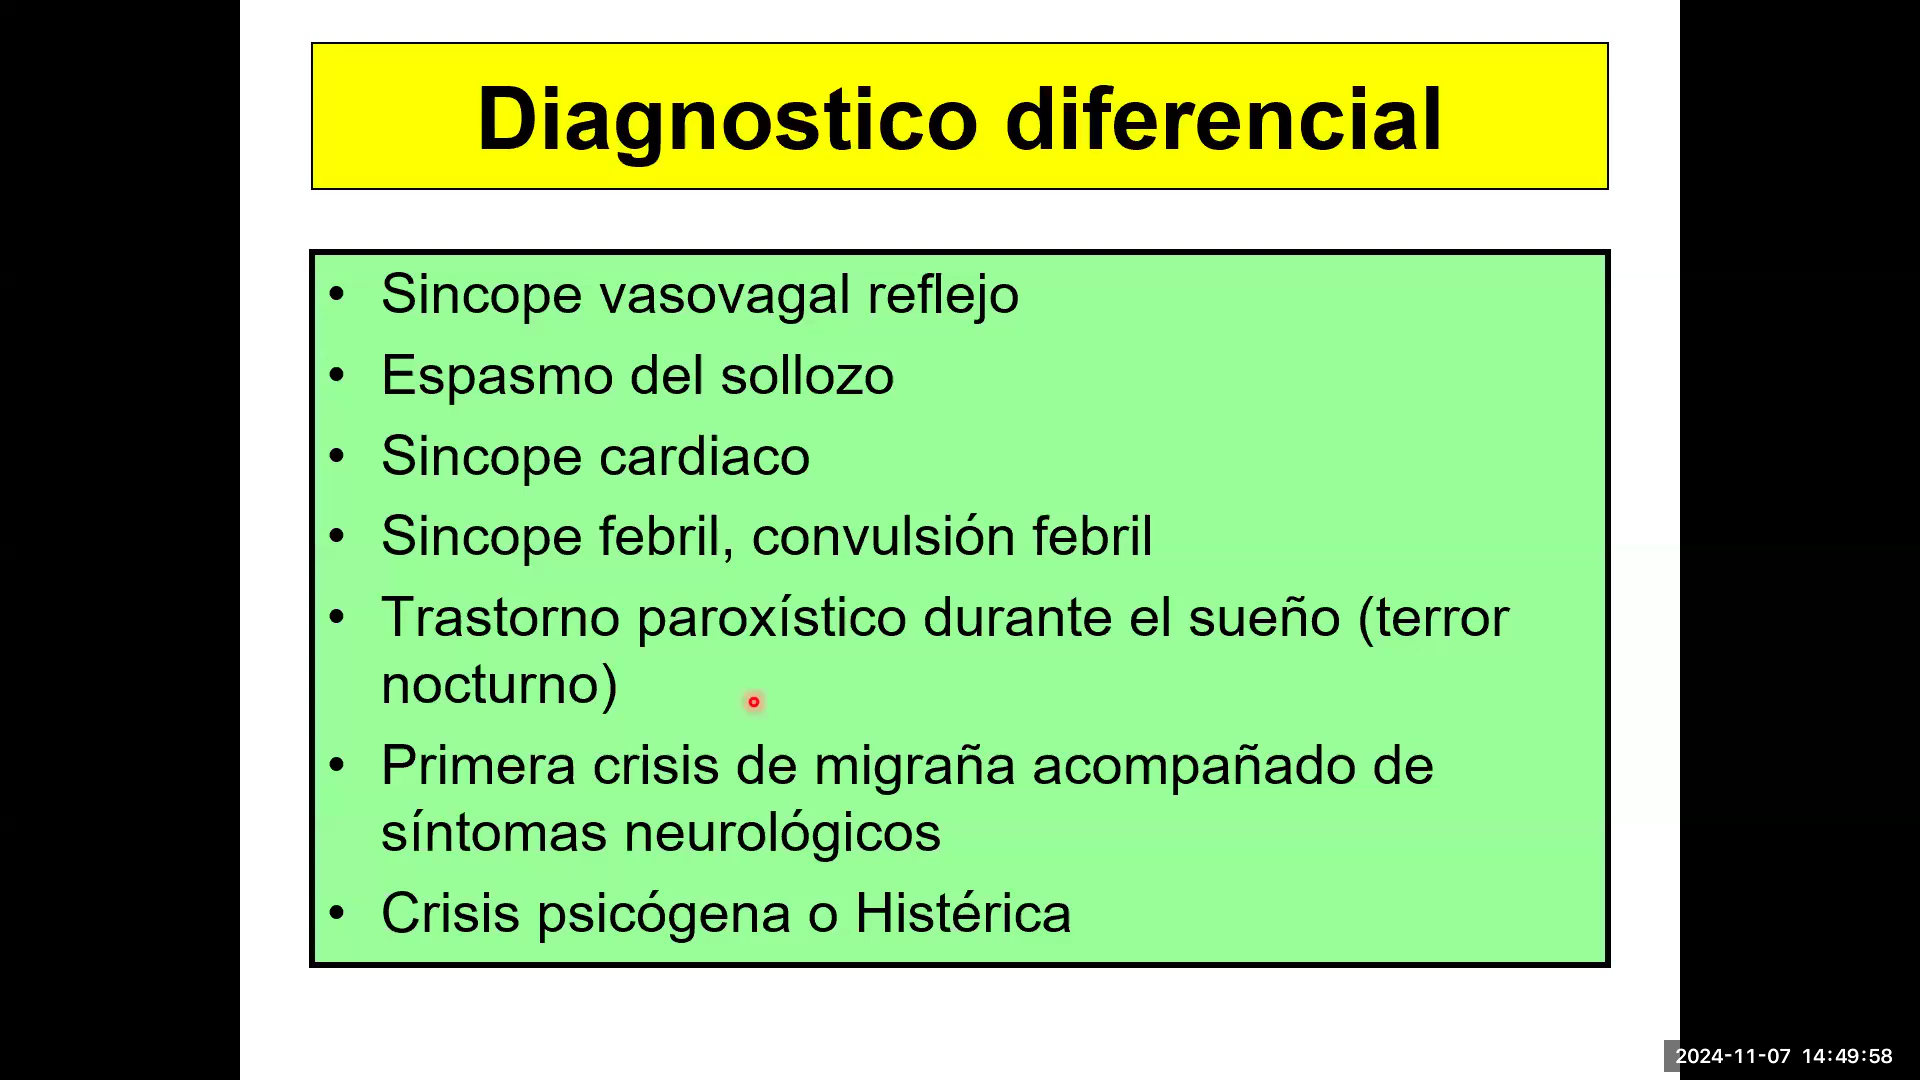 Diagnostico diferencial
• Sincope vasovagal reflejo
• Espasmo del sollozo
• Sincope cardiaco
• Sincope febril, convulsión febril
• Trastorno paroxístico durante el sueño (terror
nocturno)
• Primera crisis de migraña acompañado de
síntomas neurológicos
• Crisis psicógena o Histérica
2024-11-07 14:49:58